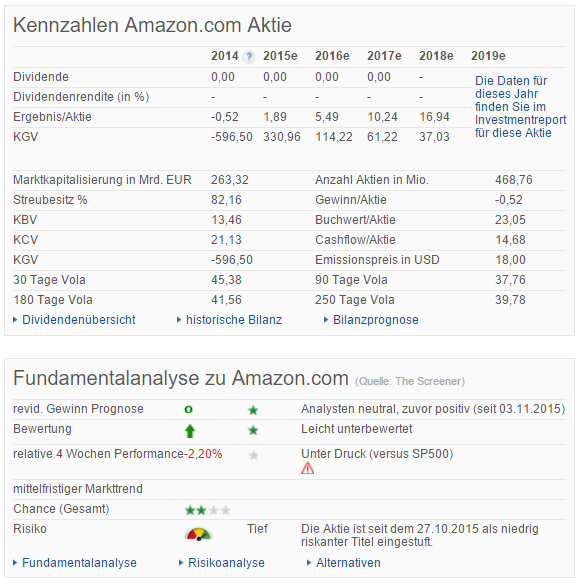 Kennzahlen Amazon.com Aktie
2014 ? 2015e 2016e 2017e 2018e 2019e
Dividende 0,00 0,00 0,00 0,00 - Die Daten für
dieses Jahr
finden Sie im
Investmentreport
für diese Aktie
Dividendenrendite (in %) - - - - -
Ergebnis/Aktie -0,52 1,89 5,49 10,24 16,94
KGV -596,50 330,96 114,22 61,22 37,03
Marktkapitalisierung in Mrd. EUR 263,32 Anzahl Aktien in Mio. 468,76
Streubesitz % 82,16 Gewinn/Aktie -0,52
KBV 13,46 Buchwert/Aktie 23,05
KCV 21,13 Cashflow/Aktie 14,68
KGV -596,50 Emissionspreis in USD 18,00
30 Tage Vola 45,38 90 Tage Vola 37,76
180 Tage Vola 41,56 250 Tage Vola 39,78
Dividendenübersicht historische Bilanz Bilanzprognose
Fundamentalanalyse zu Amazon.com (Quelle: The Screener)
revid. Gewinn Prognose Analysten neutral, zuvor positiv (seit 03.11.2015)
Bewertung Leicht unterbewertet
relative 4 Wochen Performance -2,20% Unter Druck (versus SP500)
mittelfristiger Markttrend
Chance (Gesamt)
Risiko Tief Die Aktie ist seit dem 27.10.2015 als niedrig
riskanter Titel eingestuft.
Fundamentalanalyse Risikoanalyse Alternativen